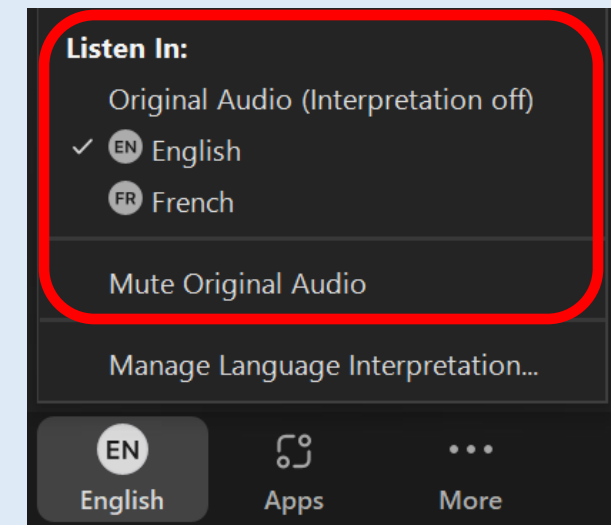 Listen In:
Original Audio (Interpretation off)
EN English
FR French
Mute Original Audio
Manage Language Interpretation...
EN
English Apps More